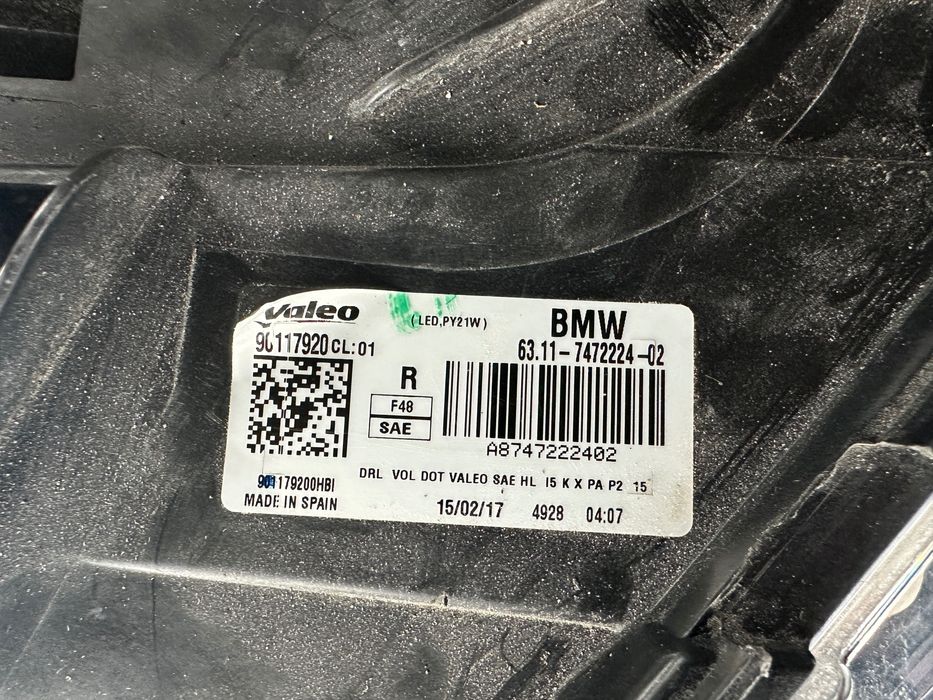 Valeo
(LED,PY21W)
BMW
90117920 CL:01
63.11-7472224-02
R
F48
SAE
A8747222402
DRL VOL DOT VALEO SAE HL I5 K X PA P2 15
901179200HBI
MADE IN SPAIN
15/02/17 4928 04:07